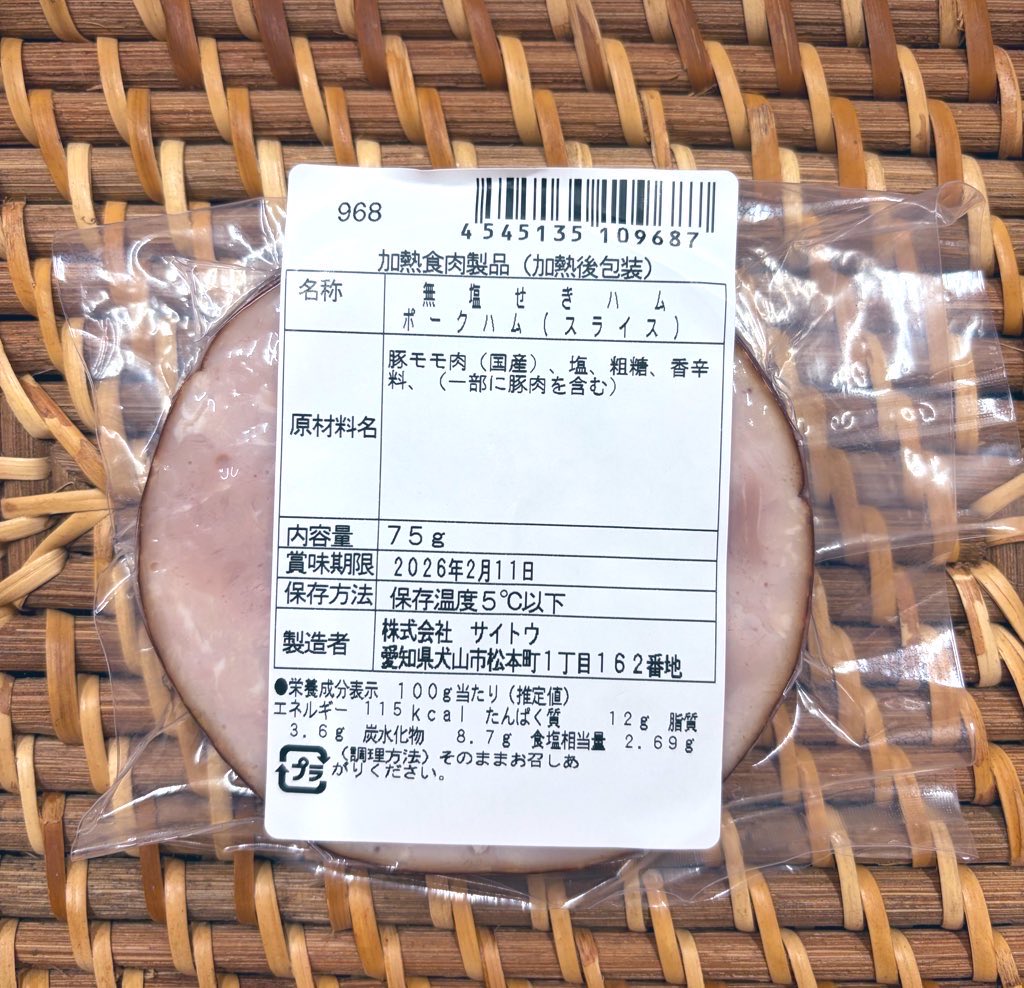 968
4 545135 109687
加熱食肉製品（加熱後包装）
名称
無塩せきハム
ポークハム（スライス）
原材料名
豚モモ肉（国産）、塩、粗糖、香辛
料、（一部に豚肉を含む）
内容量 75g
賞味期限 2026年2月11日
保存方法 保存温度5℃以下
製造者
株式会社 サイトウ
愛知県犬山市松本町1丁目162番地
●栄養成分表示 100g当たり（推定値）
エネルギー 115kcal たんぱく質 12g 脂質
3.6g 炭水化物 8.7g 食塩相当量 2.69g
プラ
（調理方法）そのままお召しあ
がりください。